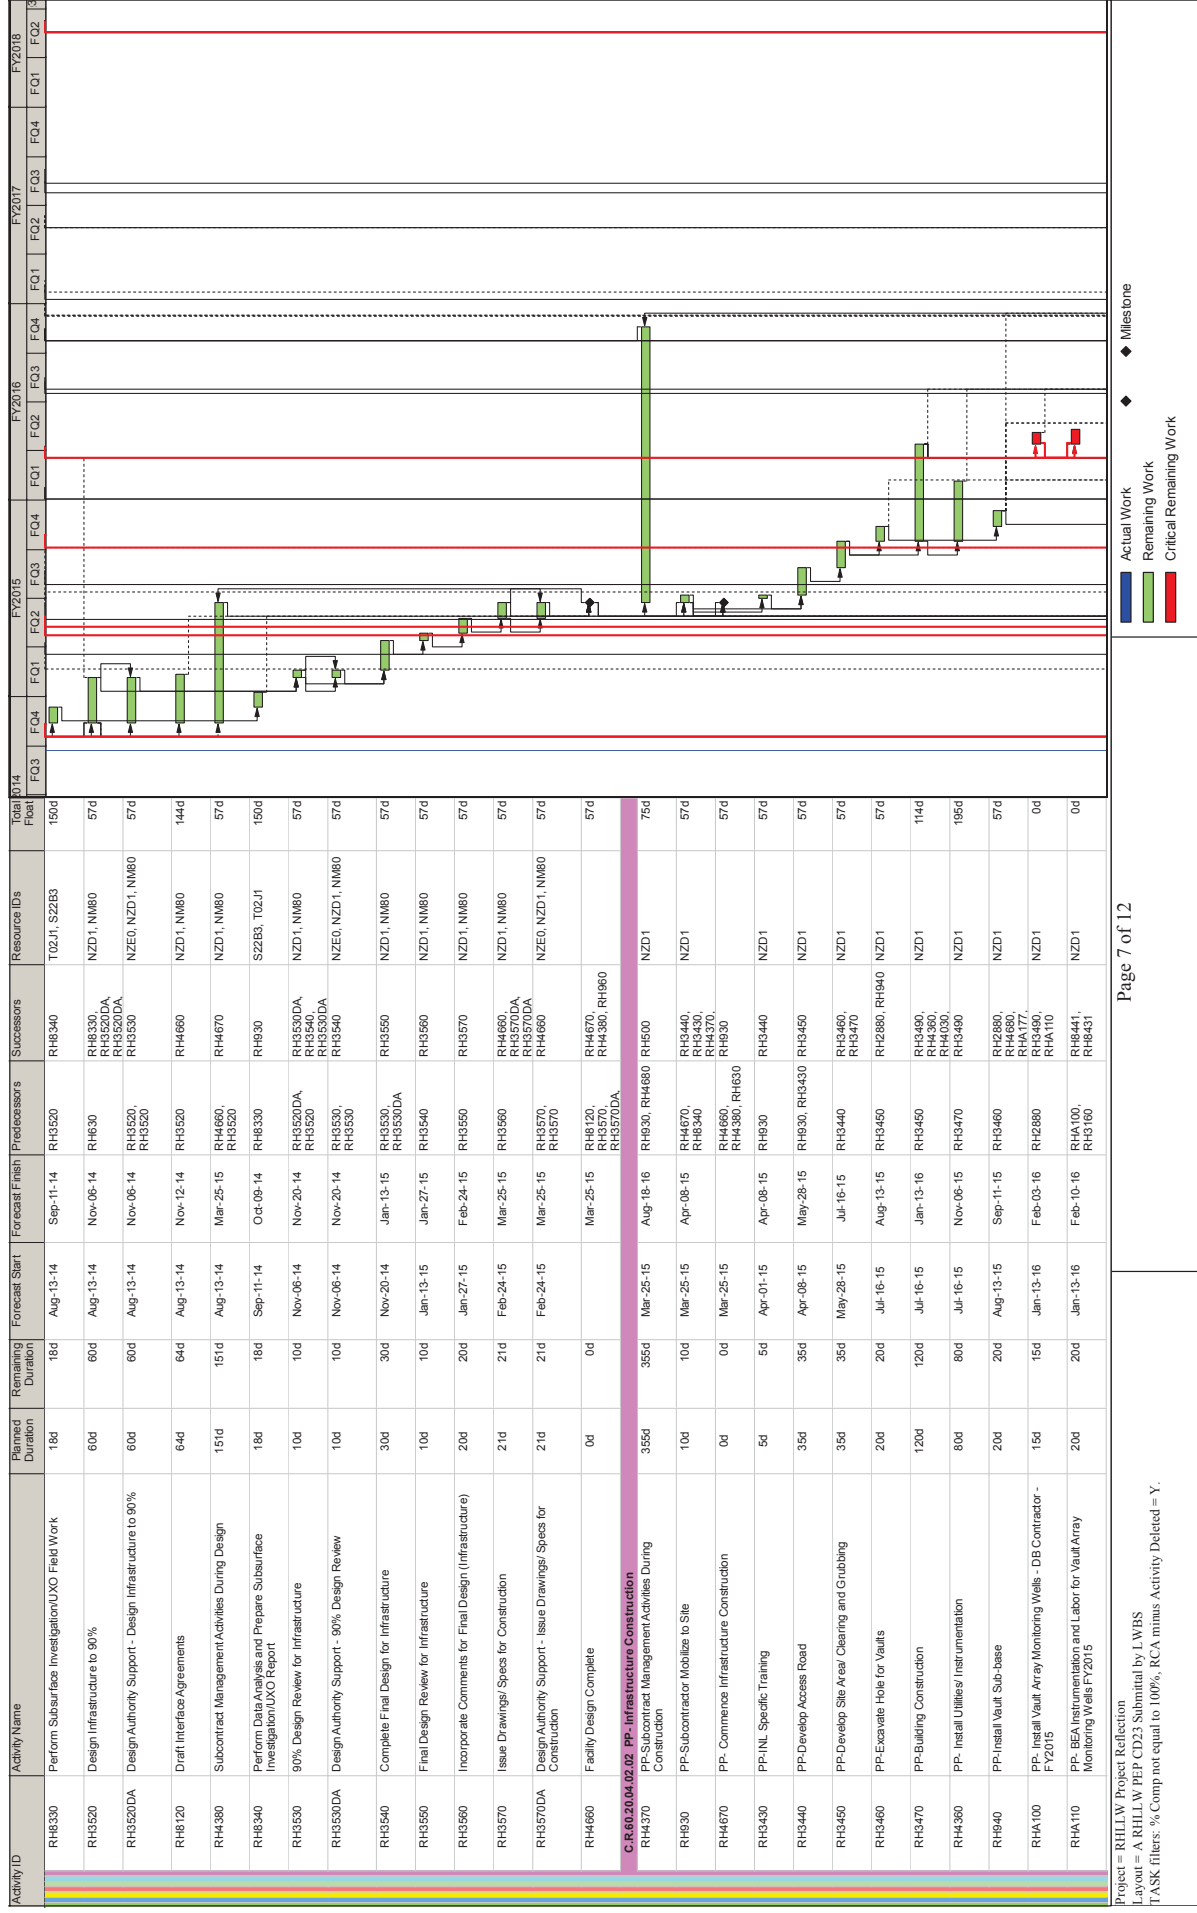 Activity ID Activity Name Planned Duration Remaining Duration Forecast Start Forecast Finish Predecessors Successors Resource IDs Total Float
2014 FY2015 FY2016 FY2017 FY2018
FQ3 FQ4 FQ1 FQ2 FQ3 FQ4 FQ1 FQ2 FQ3 FQ4 FQ1 FQ2 FQ3 FQ4 FQ1 FQ2
RH8330 Perform Subsurface Investigation/UXO Field Work 18d 18d Aug-13-14 Sep-11-14 RH3520 RH8340 T02J1, S22B3 150d
RH3520 Design Infrastructure to 90% 60d 60d Aug-13-14 Nov-06-14 RH630 RH8330, RH3520DA, RH3520DA, NZD1, NM80 57d
RH3520DA Design Authority Support - Design Infrastructure to 90% 60d 60d Aug-13-14 Nov-06-14 RH3520, RH3520 RH3530 NZE0, NZD1, NM80 57d
RH8120 Draft Interface Agreements 64d 64d Aug-13-14 Nov-12-14 RH3520 RH4660 NZD1, NM80 144d
RH4380 Subcontract Management Activities During Design 151d 151d Aug-13-14 Mar-25-15 RH4660, RH3520 RH4670 NZD1, NM80 57d
RH8340 Perform Data Analysis and Prepare Subsurface Investigation/UXO Report 18d 18d Sep-11-14 Oct-09-14 RH8330 RH930 S22B3, T02J1 150d
RH3530 90% Design Review for Infrastructure 10d 10d Nov-06-14 Nov-20-14 RH3520DA, RH3520 RH3530DA, RH3540, RH3530DA NZD1, NM80 57d
RH3530DA Design Authority Support - 90% Design Review 10d 10d Nov-06-14 Nov-20-14 RH3530, RH3530 RH3540 NZE0, NZD1, NM80 57d
RH3540 Complete Final Design for Infrastructure 30d 30d Nov-20-14 Jan-13-15 RH3530, RH3530DA RH3550 NZD1, NM80 57d
RH3550 Final Design Review for Infrastructure 10d 10d Jan-13-15 Jan-27-15 RH3540 RH3560 NZD1, NM80 57d
RH3560 Incorporate Comments for Final Design (Infrastructure) 20d 20d Jan-27-15 Feb-24-15 RH3550 RH3570 NZD1, NM80 57d
RH3570 Issue Drawings/ Specs for Construction 21d 21d Feb-24-15 Mar-25-15 RH3560 RH4660, RH3570DA, RH3570DA NZD1, NM80 57d
RH3570DA Design Authority Support - Issue Drawings/ Specs for Construction 21d 21d Feb-24-15 Mar-25-15 RH3570, RH3570 RH4660 NZE0, NZD1, NM80 57d
RH4660 Facility Design Complete 0d 0d Mar-25-15 RH8120, RH3570, RH3570DA, RH4670, RH4380, RH960 57d
C.R.60.20.04.02.02 PP - Infrastructure Construction
RH4370 PP-Subcontract Management Activities During Construction 355d 355d Mar-25-15 Aug-18-16 RH930, RH4680 RH500 NZD1 75d
RH930 PP-Subcontractor Mobilize to Site 10d 10d Mar-25-15 Apr-08-15 RH4670, RH8340 RH3440, RH3430, RH4370, NZD1 57d
RH4670 PP- Commence Infrastructure Construction 0d 0d Mar-25-15 RH4660, RH4380, RH630 RH930 57d
RH3430 PP-INL Specific Training 5d 5d Apr-01-15 Apr-08-15 RH930 RH3440 NZD1 57d
RH3440 PP-Develop Access Road 35d 35d Apr-08-15 May-28-15 RH930, RH3430 RH3450 NZD1 57d
RH3450 PP-Develop Site Area/ Clearing and Grubbing 35d 35d May-28-15 Jul-16-15 RH3440 RH3460, RH3470 NZD1 57d
RH3460 PP-Excavate Hole for Vaults 20d 20d Jul-16-15 Aug-13-15 RH3450 RH2880, RH940 NZD1 57d
RH3470 PP-Building Construction 120d 120d Jul-16-15 Jan-13-16 RH3450 RH3490, RH4360, RH4030, NZD1 114d
RH4360 PP- Install Utilities/ Instrumentation 80d 80d Jul-16-15 Nov-06-15 RH3470 RH3490 NZD1 195d
RH940 PP-Install Vault Sub-base 20d 20d Aug-13-15 Sep-11-15 RH3460 RH2880, RH4680, RHA177, NZD1 57d
RHA100 PP- Install Vault Array Monitoring Wells - DB Contractor - FY2015 15d 15d Jan-13-16 Feb-03-16 RH2880 RH3490, RHA110 NZD1 0d
RHA110 PP- BEA Instrumentation and Labor for Vault Array Monitoring Wells FY2015 20d 20d Jan-13-16 Feb-10-16 RHA100, RH3160 RH8441, RH8431 NZD1 0d
Project = RHLLW Project Reflection
Layout = A RHLLW PEP CD23 Submittal by LWBS
TASK filters: % Comp not equal to 100%, RCA minus Activity Deleted = Y.
Page 7 of 12
Actual Work
Remaining Work
Critical Remaining Work
Milestone